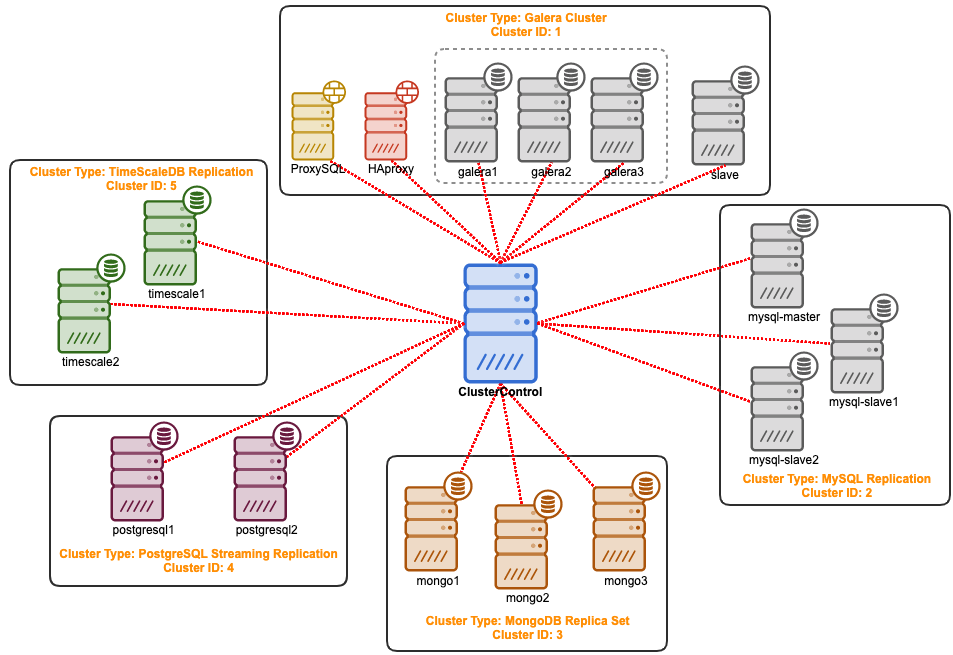 Cluster Type: Galera Cluster
Cluster ID: 1
ProxySQL
HAproxy
galera1
galera2
galera3
slave
Cluster Type: TimeScaleDB Replication
Cluster ID: 5
timescale1
timescale2
ClusterControl
mysql-master
mysql-slave1
mysql-slave2
Cluster Type: MySQL Replication
Cluster ID: 2
postgresql1
postgresql2
Cluster Type: PostgreSQL Streaming Replication
Cluster ID: 4
mongo1
mongo2
mongo3
Cluster Type: MongoDB Replica Set
Cluster ID: 3